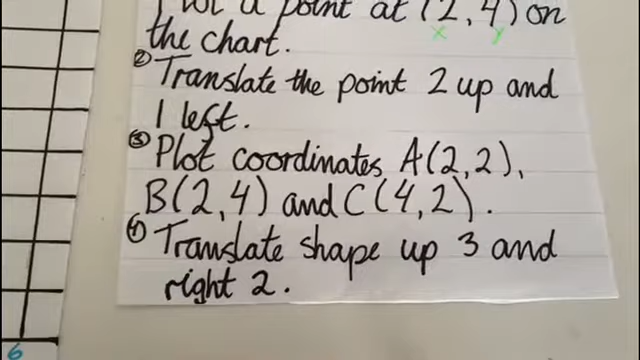 Plot a point at (2,4) on
x y
the chart.
② Translate the point 2 up and
1 left.
③ Plot coordinates A(2,2),
B(2,4) and C(4,2).
④ Translate shape up 3 and
right 2.
6